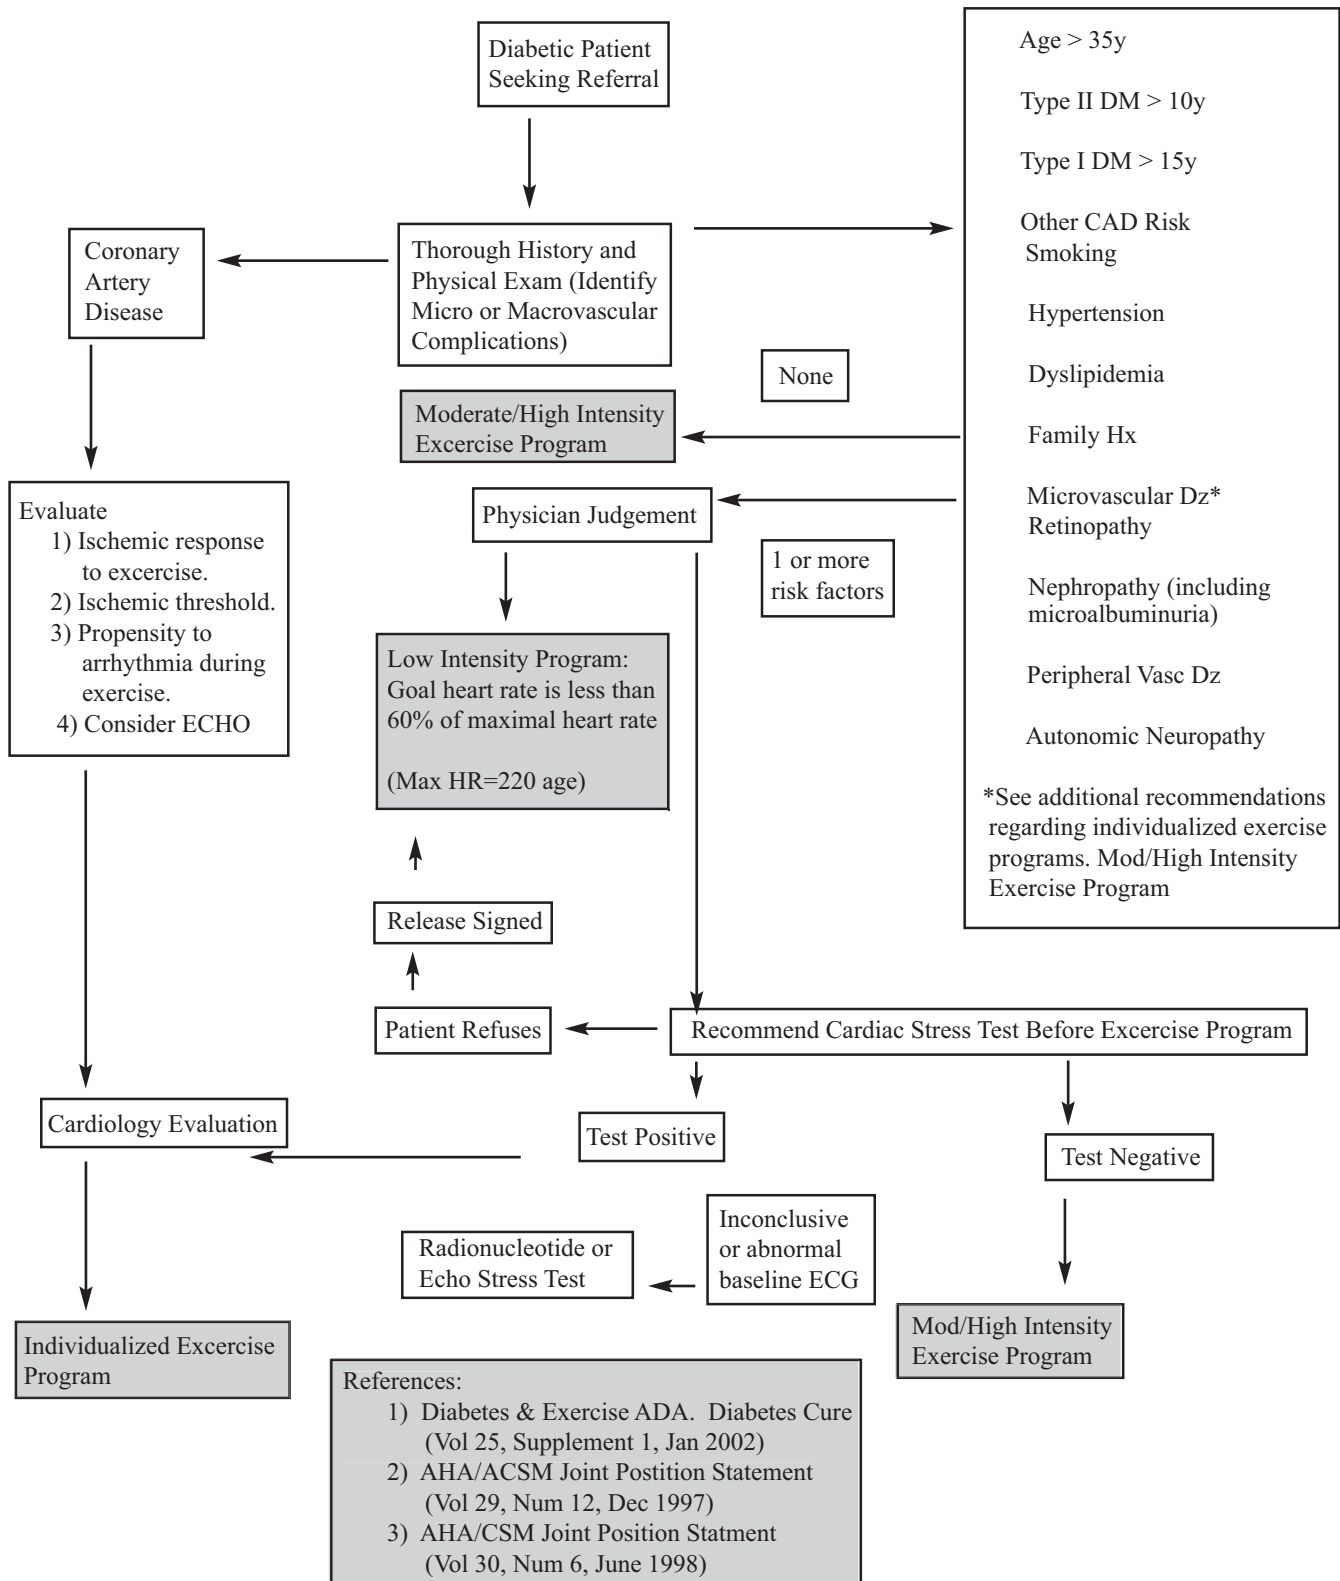 Diabetic Patient
Seeking Referral
Age > 35y
Type II DM > 10y
Type I DM > 15y
Other CAD Risk
Smoking
Hypertension
Dyslipidemia
Family Hx
Microvascular Dz*
Retinopathy
Nephropathy (including
microalbuminuria)
Peripheral Vasc Dz
Autonomic Neuropathy
*See additional recommendations
regarding individualized exercise
programs. Mod/High Intensity
Exercise Program
Coronary
Artery
Disease
Thorough History and
Physical Exam (Identify
Micro or Macrovascular
Complications)
None
Moderate/High Intensity
Excercise Program
Physician Judgement
1 or more
risk factors
Evaluate
1) Ischemic response
to excercise.
2) Ischemic threshold.
3) Propensity to
arrhythmia during
exercise.
4) Consider ECHO
Low Intensity Program:
Goal heart rate is less than
60% of maximal heart rate
(Max HR=220 age)
Release Signed
Patient Refuses
Recommend Cardiac Stress Test Before Excercise Program
Cardiology Evaluation
Test Positive
Test Negative
Inconclusive
or abnormal
baseline ECG
Radionucleotide or
Echo Stress Test
Individualized Excercise
Program
Mod/High Intensity
Exercise Program
References:
1) Diabetes & Exercise ADA. Diabetes Cure
(Vol 25, Supplement 1, Jan 2002)
2) AHA/ACSM Joint Postition Statement
(Vol 29, Num 12, Dec 1997)
3) AHA/CSM Joint Position Statment
(Vol 30, Num 6, June 1998)